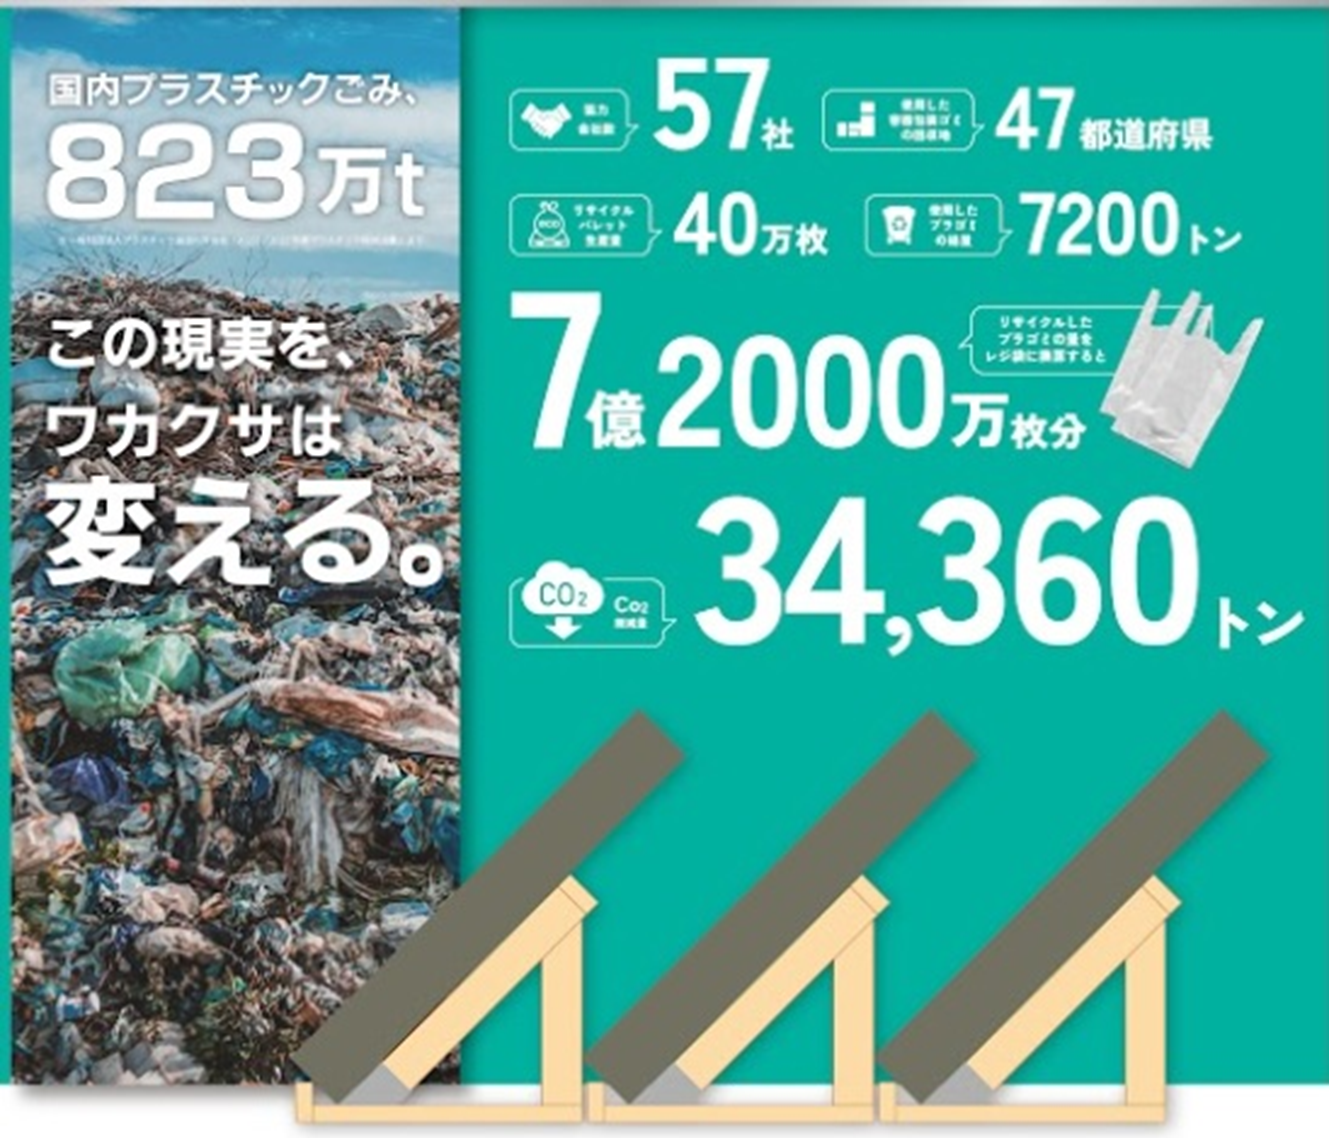 国内プラスチックごみ、
823万t
この現実を、
ワカクサは
変える。
協力
会社数
57社
使用した
容器包装ゴミ
の回収地
47都道府県
eco
リサイクル
パレット
生産量
40万枚
使用した
プラゴミ
の総量
7200トン
7億2000万枚分
リサイクルした
プラゴミの量を
レジ袋に換算すると
CO2
Co2
削減量
34,360トン